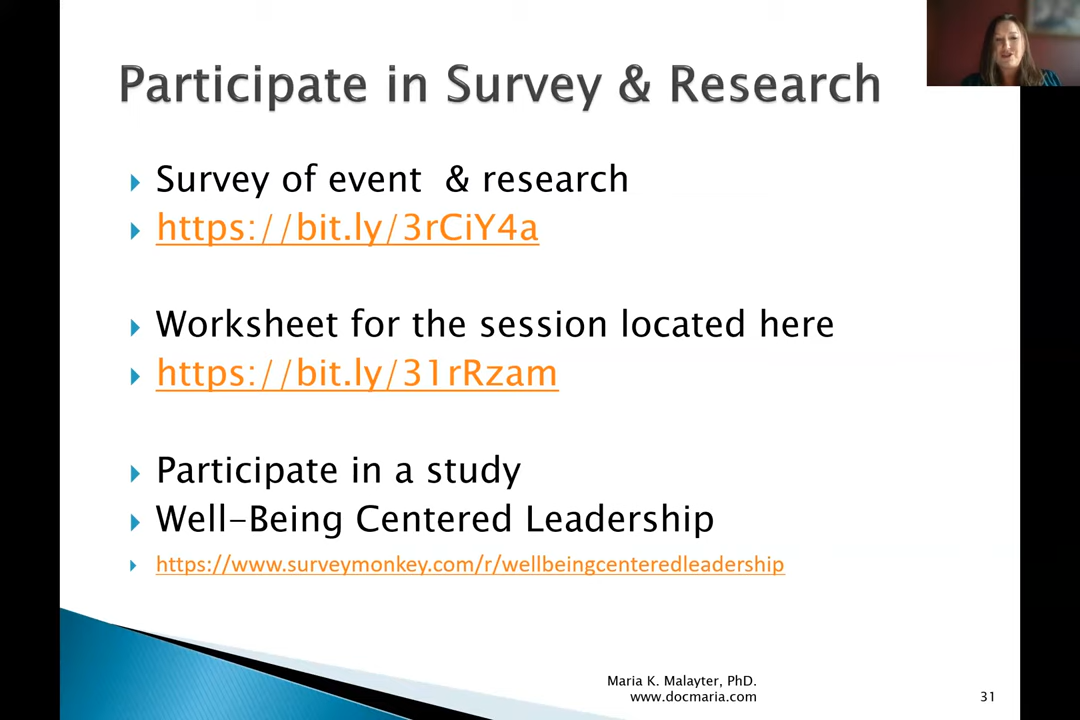 Participate in Survey & Research
Survey of event & research
https://bit.ly/3rCiY4a
Worksheet for the session located here
https://bit.ly/31rRzam
Participate in a study
Well-Being Centered Leadership
https://www.surveymonkey.com/r/wellbeingcenteredleadership
Maria K. Malayter, PhD.
www.docmaria.com
31